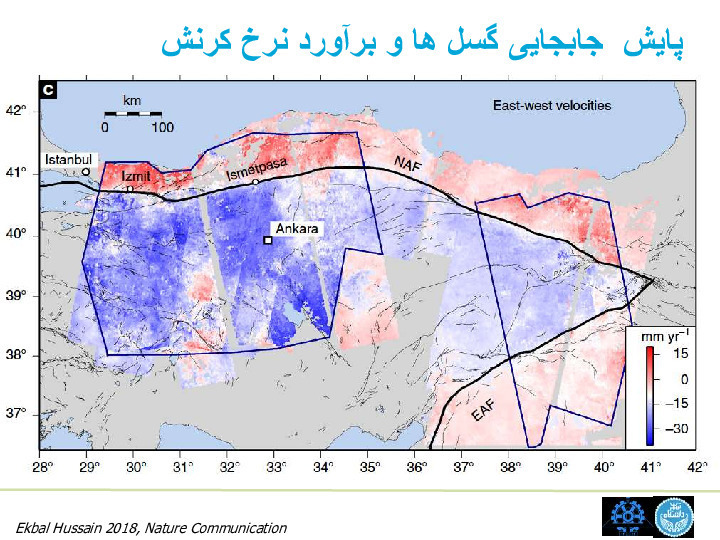 پایش جابجایی گسل ها و برآورد نرخ کرنش
C
km
0 100
East-west velocities
42°
41°
40°
39°
38°
37°
Istanbul
Izmit
Ismetpasa
NAF
Ankara
EAF
mm yr⁻¹
15
0
−15
−30
28° 29° 30° 31° 32° 33° 34° 35° 36° 37° 38° 39° 40° 41° 42°
Ekbal Hussain 2018, Nature Communication